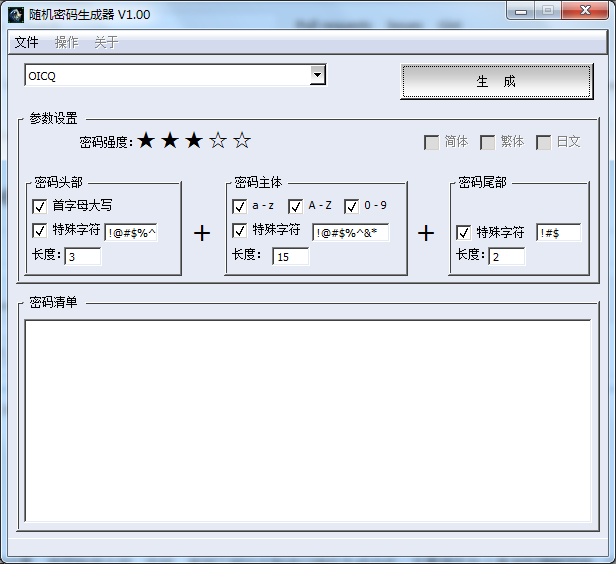 随机密码生成器 V1.00
文件 操作 关于
OICQ
生 成
参数设置
密码强度：★★★☆☆ 简体 繁体 日文
密码头部 密码主体 密码尾部
首字母大写 a - z A - Z 0 - 9
特殊字符 !@#$%^ + 特殊字符 !@#$%^&* + 特殊字符 !#$
长度： 3 长度： 15 长度： 2
密码清单